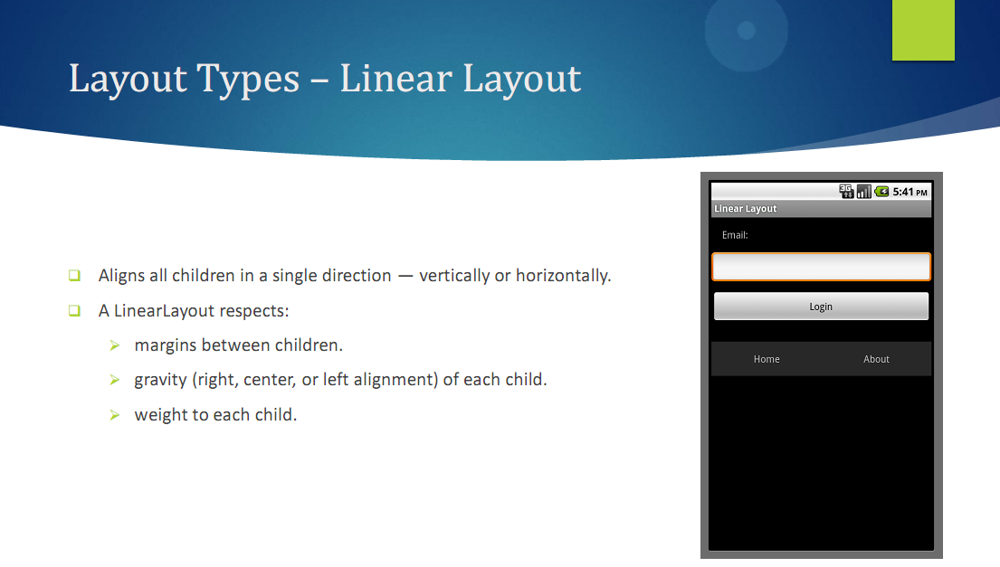 Layout Types – Linear Layout
Aligns all children in a single direction — vertically or horizontally.
A LinearLayout respects:
margins between children.
gravity (right, center, or left alignment) of each child.
weight to each child.
3G 5:41 PM
Linear Layout
Email:
Login
Home About